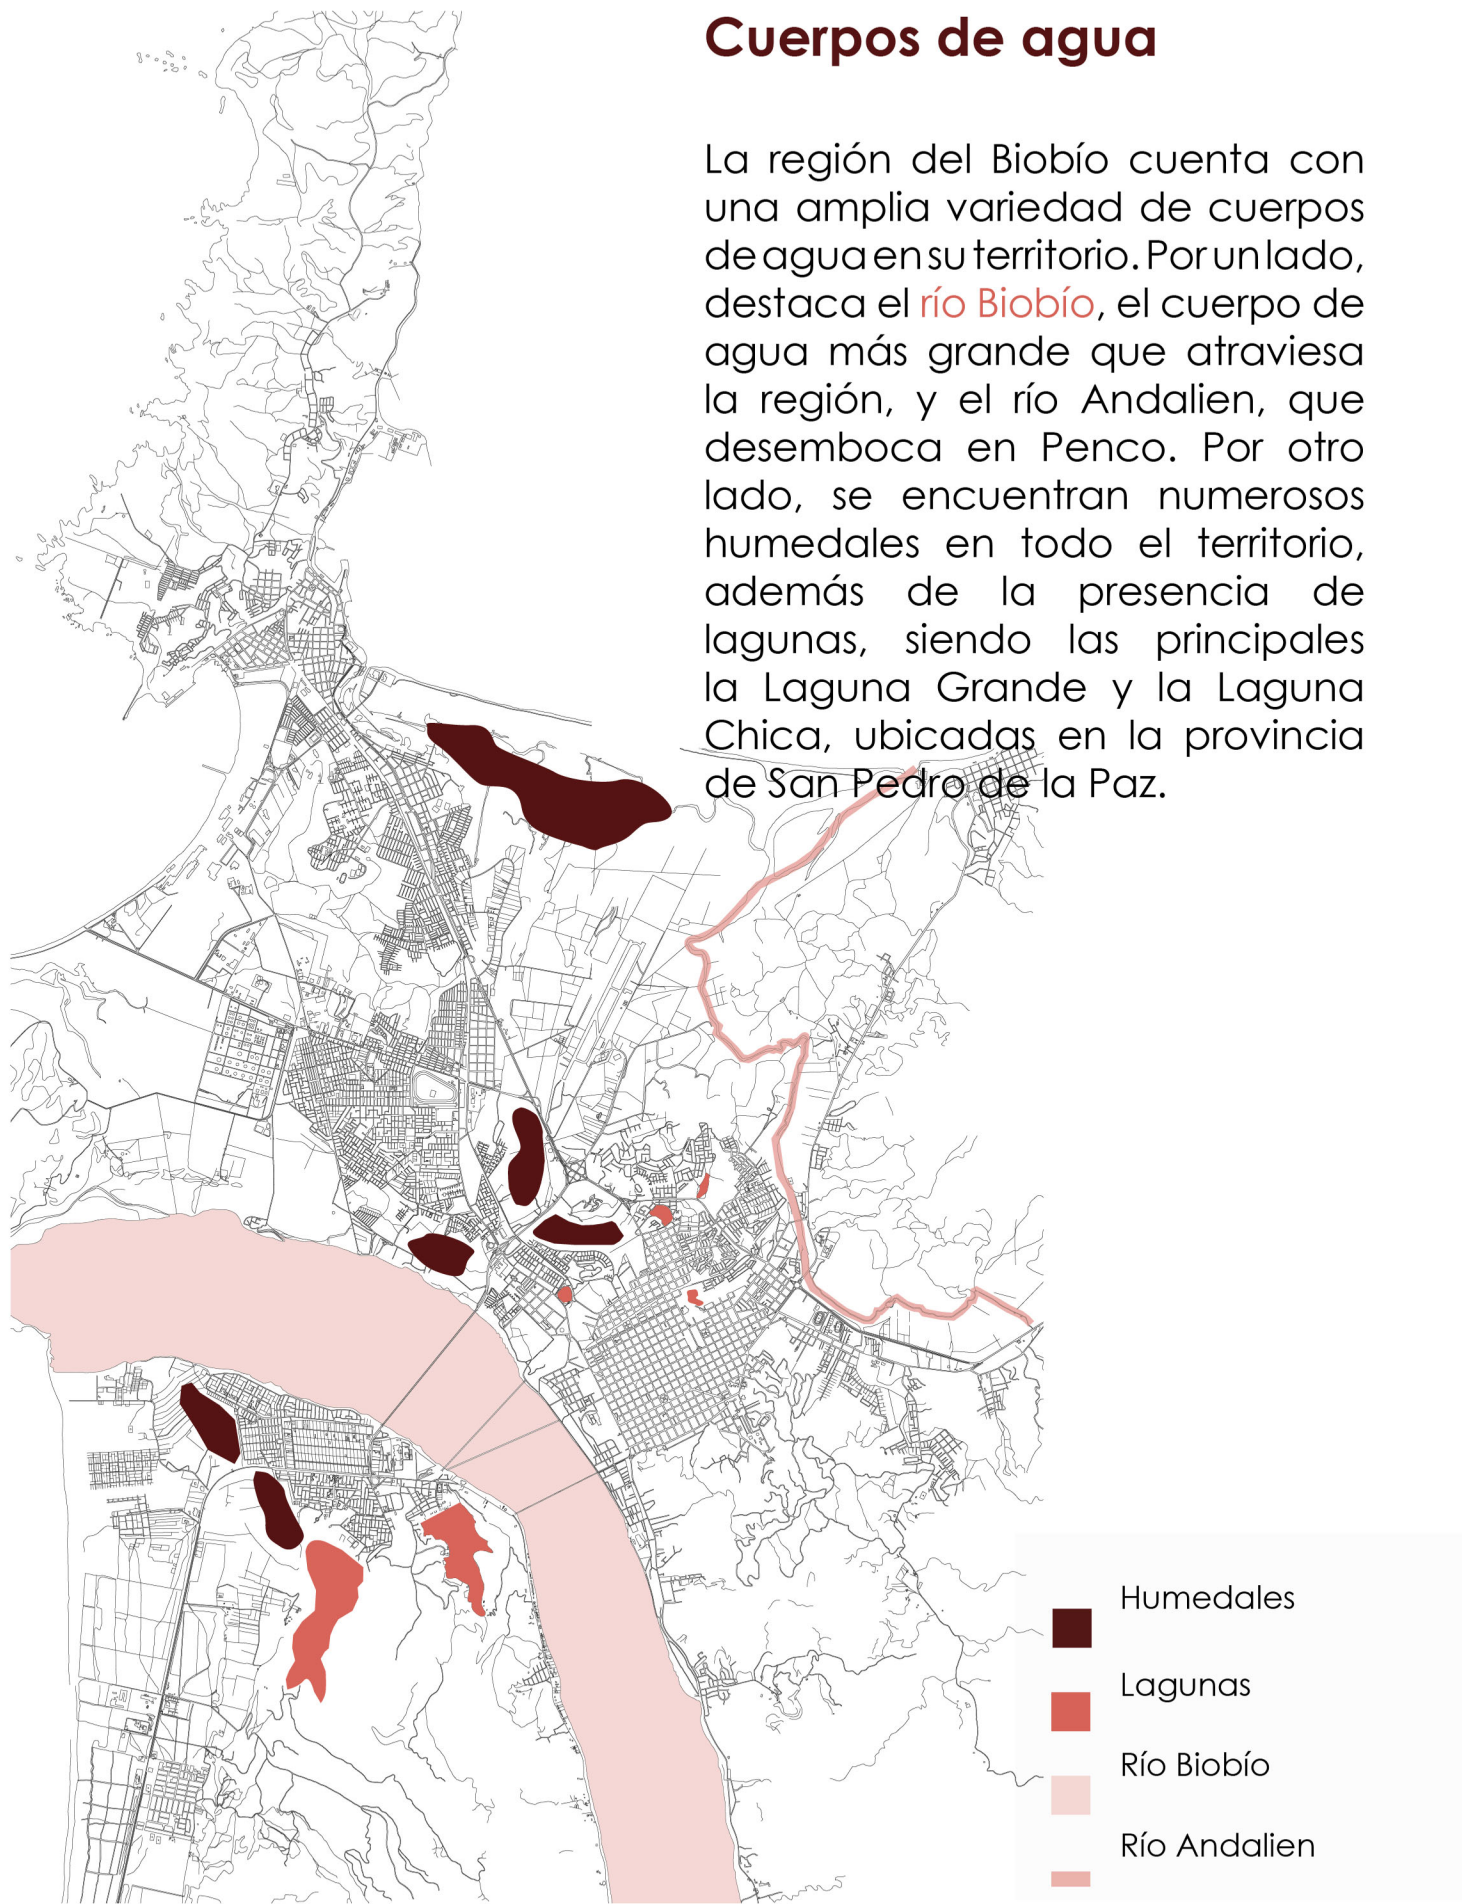 Cuerpos de agua
La región del Biobío cuenta con
una amplia variedad de cuerpos
de agua en su territorio. Por un lado,
destaca el río Biobío, el cuerpo de
agua más grande que atraviesa
la región, y el río Andalien, que
desemboca en Penco. Por otro
lado, se encuentran numerosos
humedales en todo el territorio,
además de la presencia de
lagunas, siendo las principales
la Laguna Grande y la Laguna
Chica, ubicadas en la provincia
de San Pedro de la Paz.
Humedales
Lagunas
Río Biobío
Río Andalien